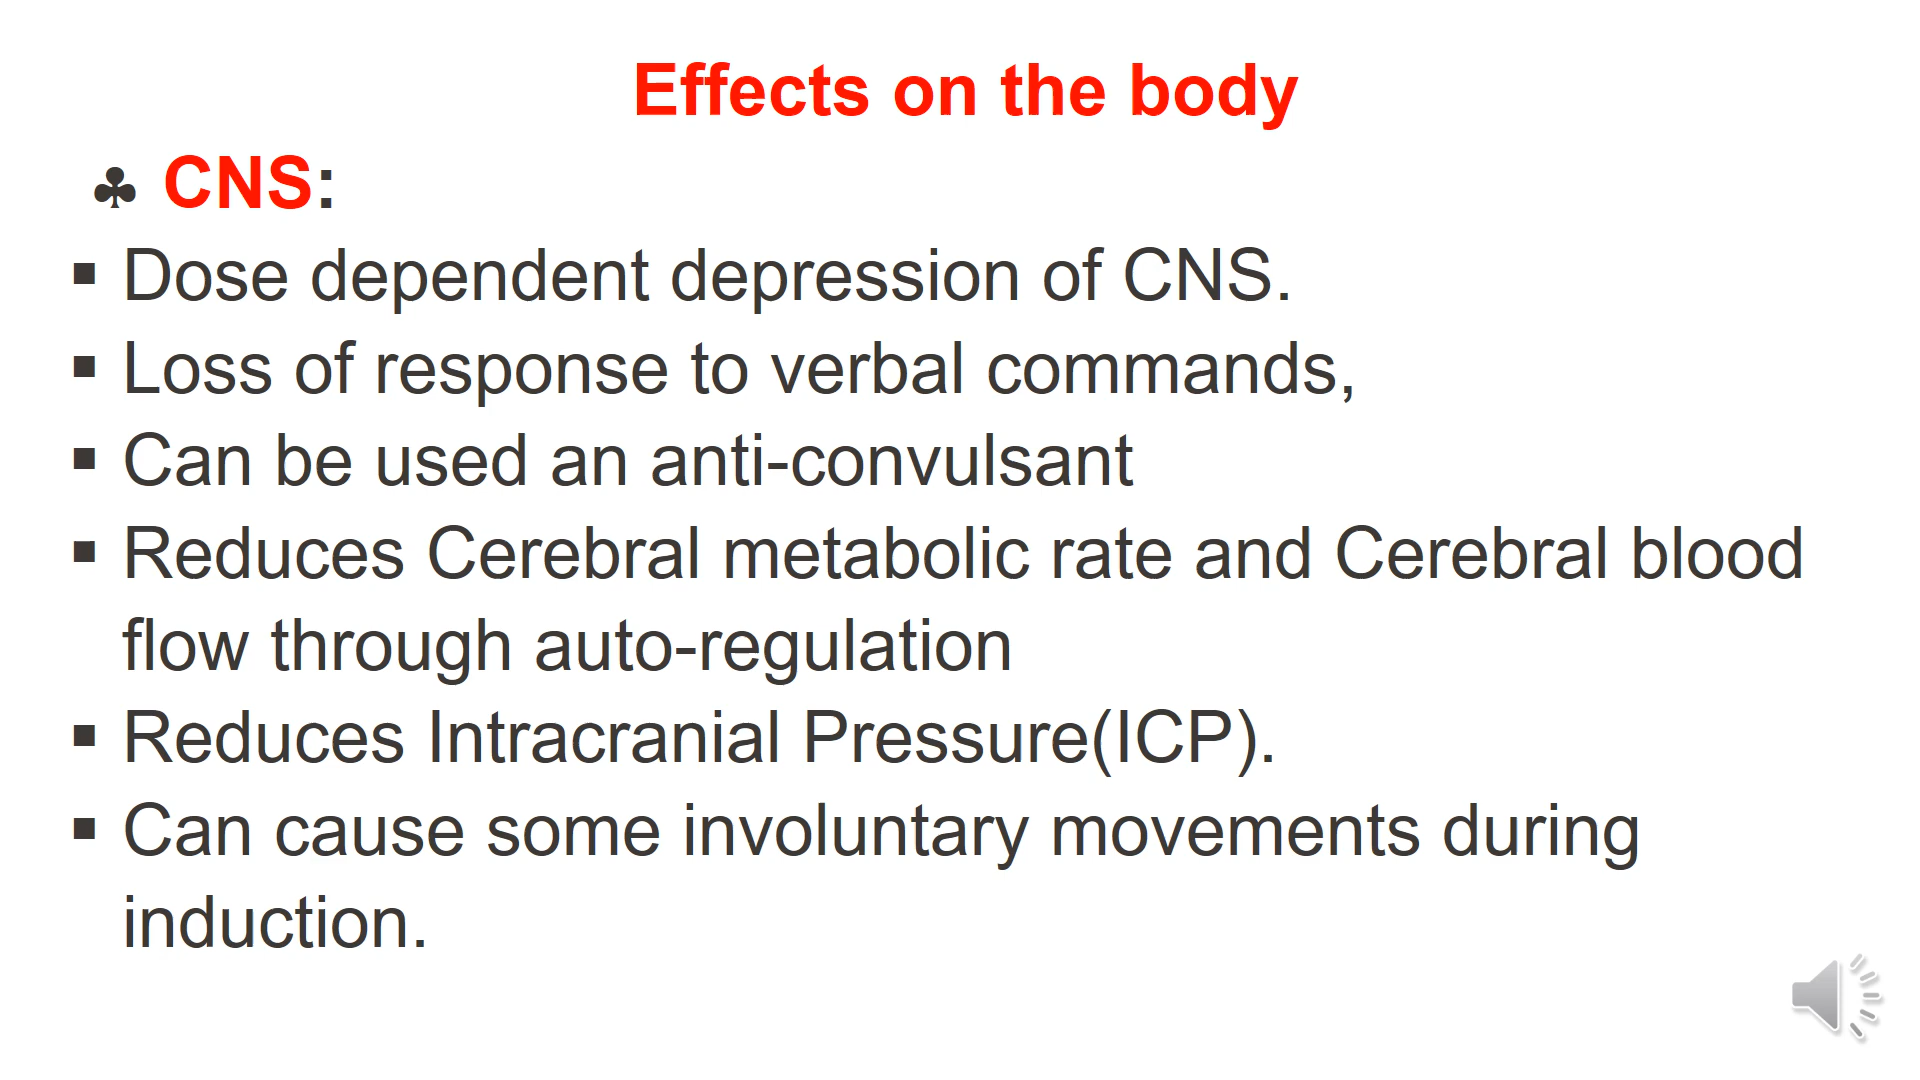 Effects on the body
♣ CNS:
▪ Dose dependent depression of CNS.
▪ Loss of response to verbal commands,
▪ Can be used an anti-convulsant
▪ Reduces Cerebral metabolic rate and Cerebral blood
flow through auto-regulation
▪ Reduces Intracranial Pressure(ICP).
▪ Can cause some involuntary movements during
induction.